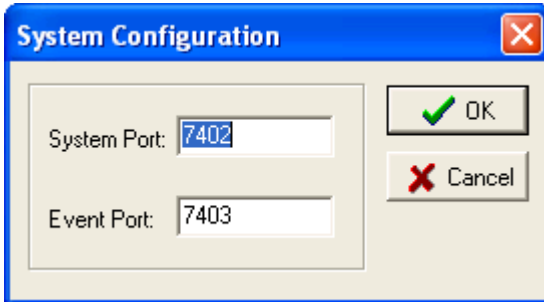 System Configuration
System Port: 7402
OK
Cancel
Event Port: 7403